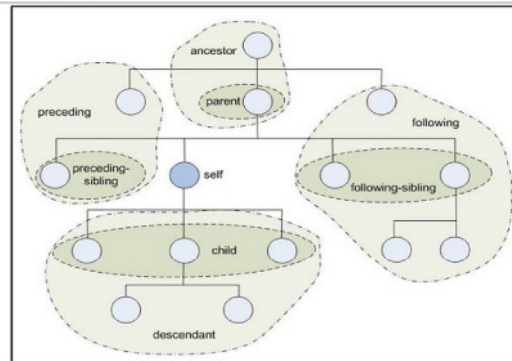 ancestor
parent
preceding
following
preceding-
sibling
self
following-sibling
child
descendant